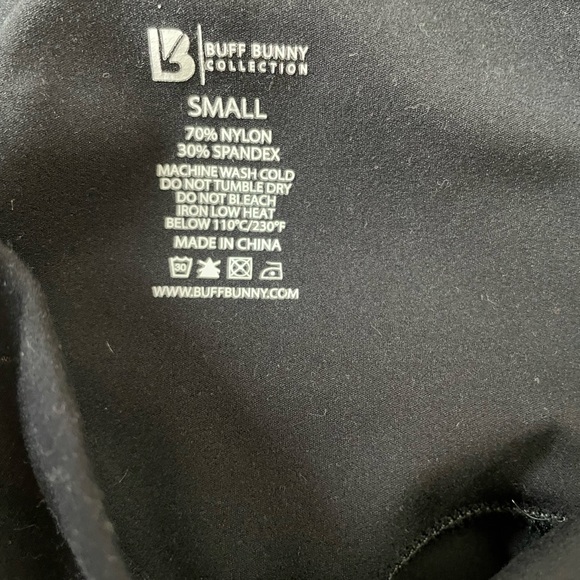 BUFF BUNNY
COLLECTION
SMALL
70% NYLON
30% SPANDEX
MACHINE WASH COLD
DO NOT TUMBLE DRY
DO NOT BLEACH
IRON LOW HEAT
BELOW 110°C/230°F
MADE IN CHINA
30
WWW.BUFFBUNNY.COM